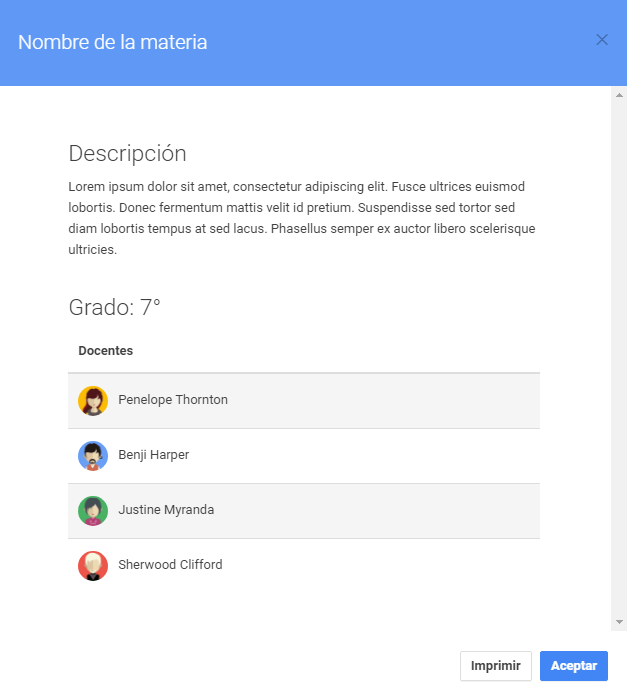 Nombre de la materia
Descripción
Lorem ipsum dolor sit amet, consectetur adipiscing elit. Fusce ultrices euismod
lobortis. Donec fermentum mattis velit id pretium. Suspendisse sed tortor sed
diam lobortis tempus at sed lacus. Phasellus semper ex auctor libero scelerisque
ultricies.
Grado: 7°
Docentes
Penelope Thornton
Benji Harper
Justine Myranda
Sherwood Clifford
Imprimir Aceptar